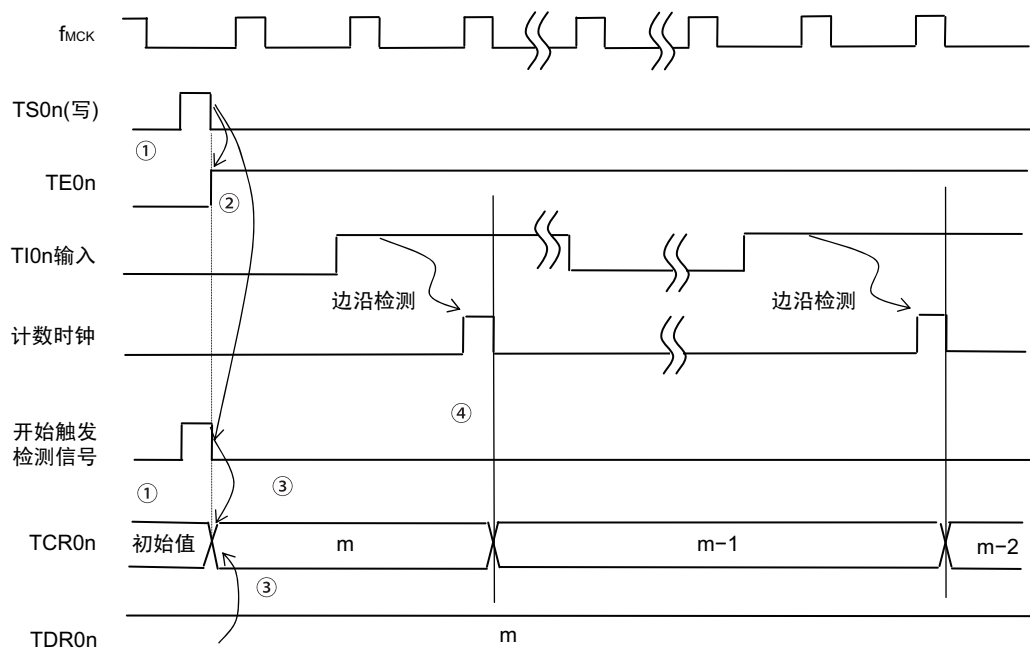 fMCK
TS0n(写)
①
TE0n
②
TI0n输入
边沿检测
边沿检测
计数时钟
④
开始触发
检测信号
①
③
TCR0n
初始值
m
m−1
m−2
③
TDR0n
m